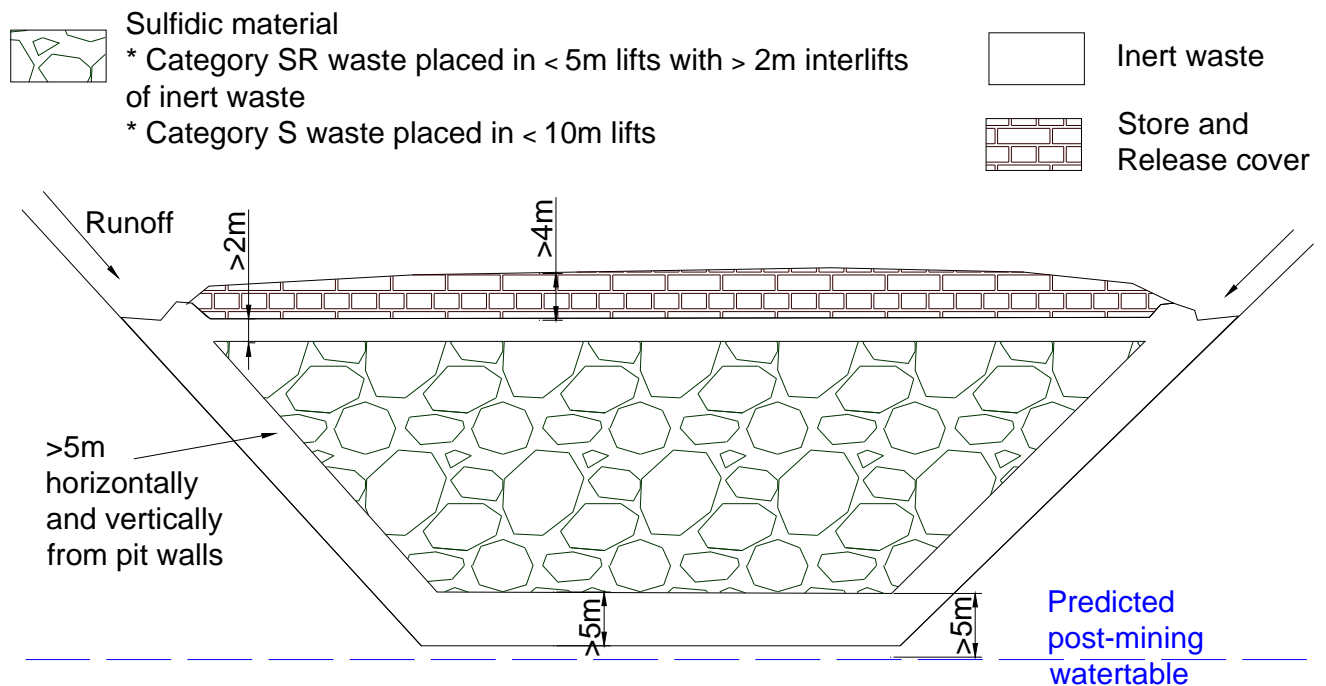 Sulfidic material
* Category SR waste placed in < 5m lifts with > 2m interlifts
of inert waste
* Category S waste placed in < 10m lifts
Inert waste
Store and
Release cover
Runoff
>2m
>4m
>5m
horizontally
and vertically
from pit walls
>5m
>5m
Predicted
post-mining
watertable